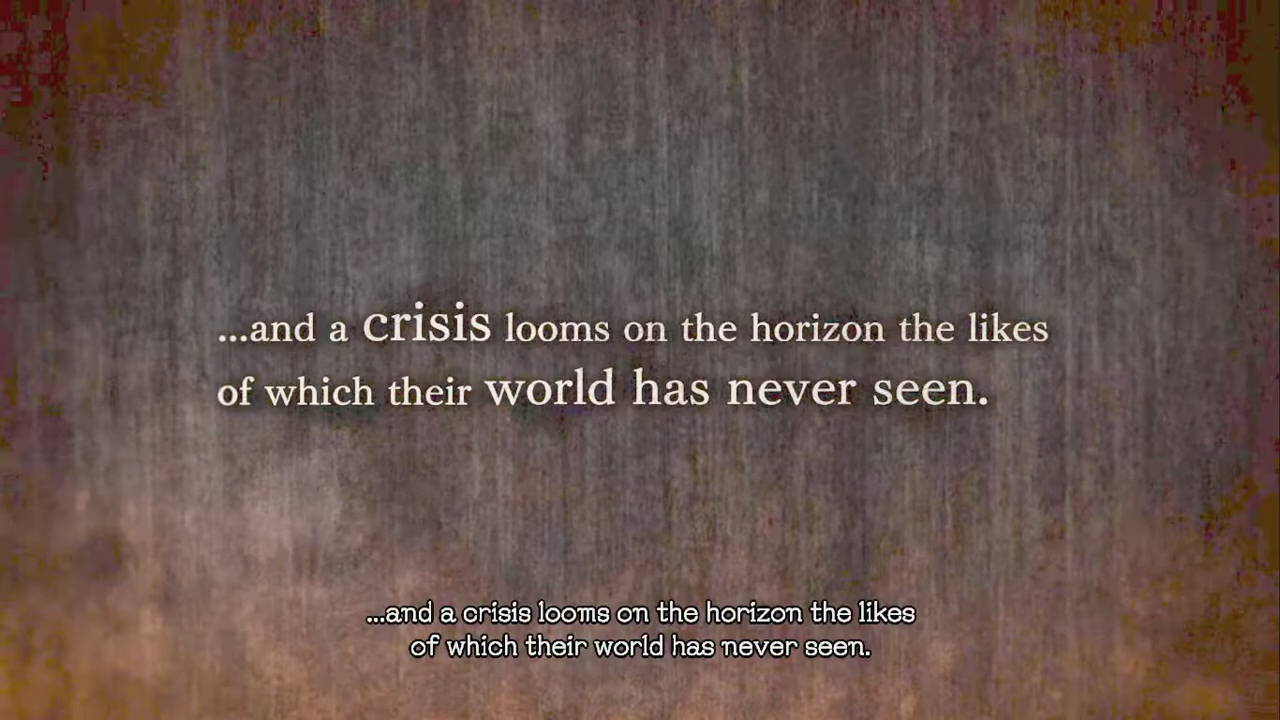 ...and a crisis looms on the horizon the likes
of which their world has never seen.
...and a crisis looms on the horizon the likes
of which their world has never seen.